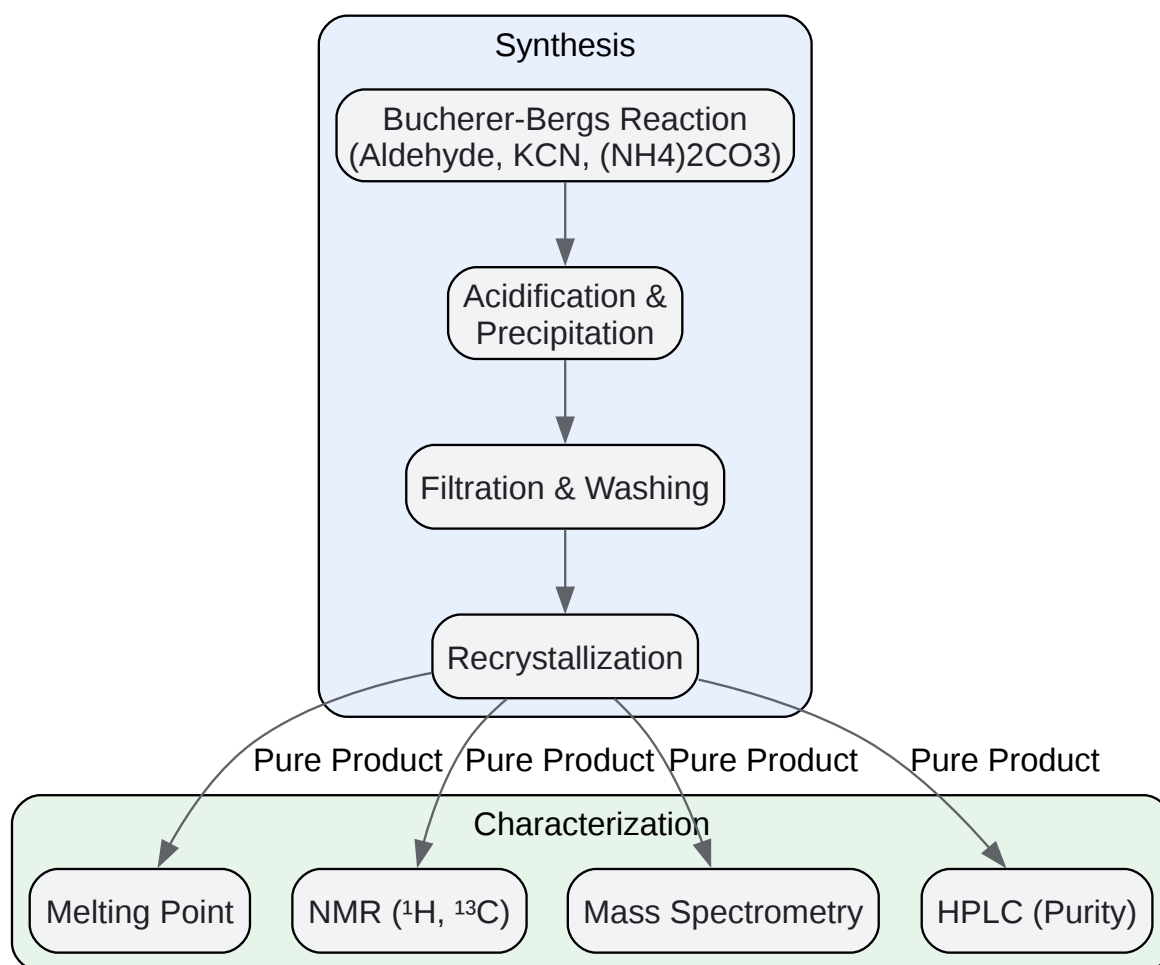 Synthesis
Bucherer-Bergs Reaction
(Aldehyde, KCN, (NH4)2CO3)
Acidification &
Precipitation
Filtration & Washing
Recrystallization
Pure Product
Pure Product
Pure Product
Pure Product
Characterization
Melting Point
NMR (¹H, ¹³C)
Mass Spectrometry
HPLC (Purity)